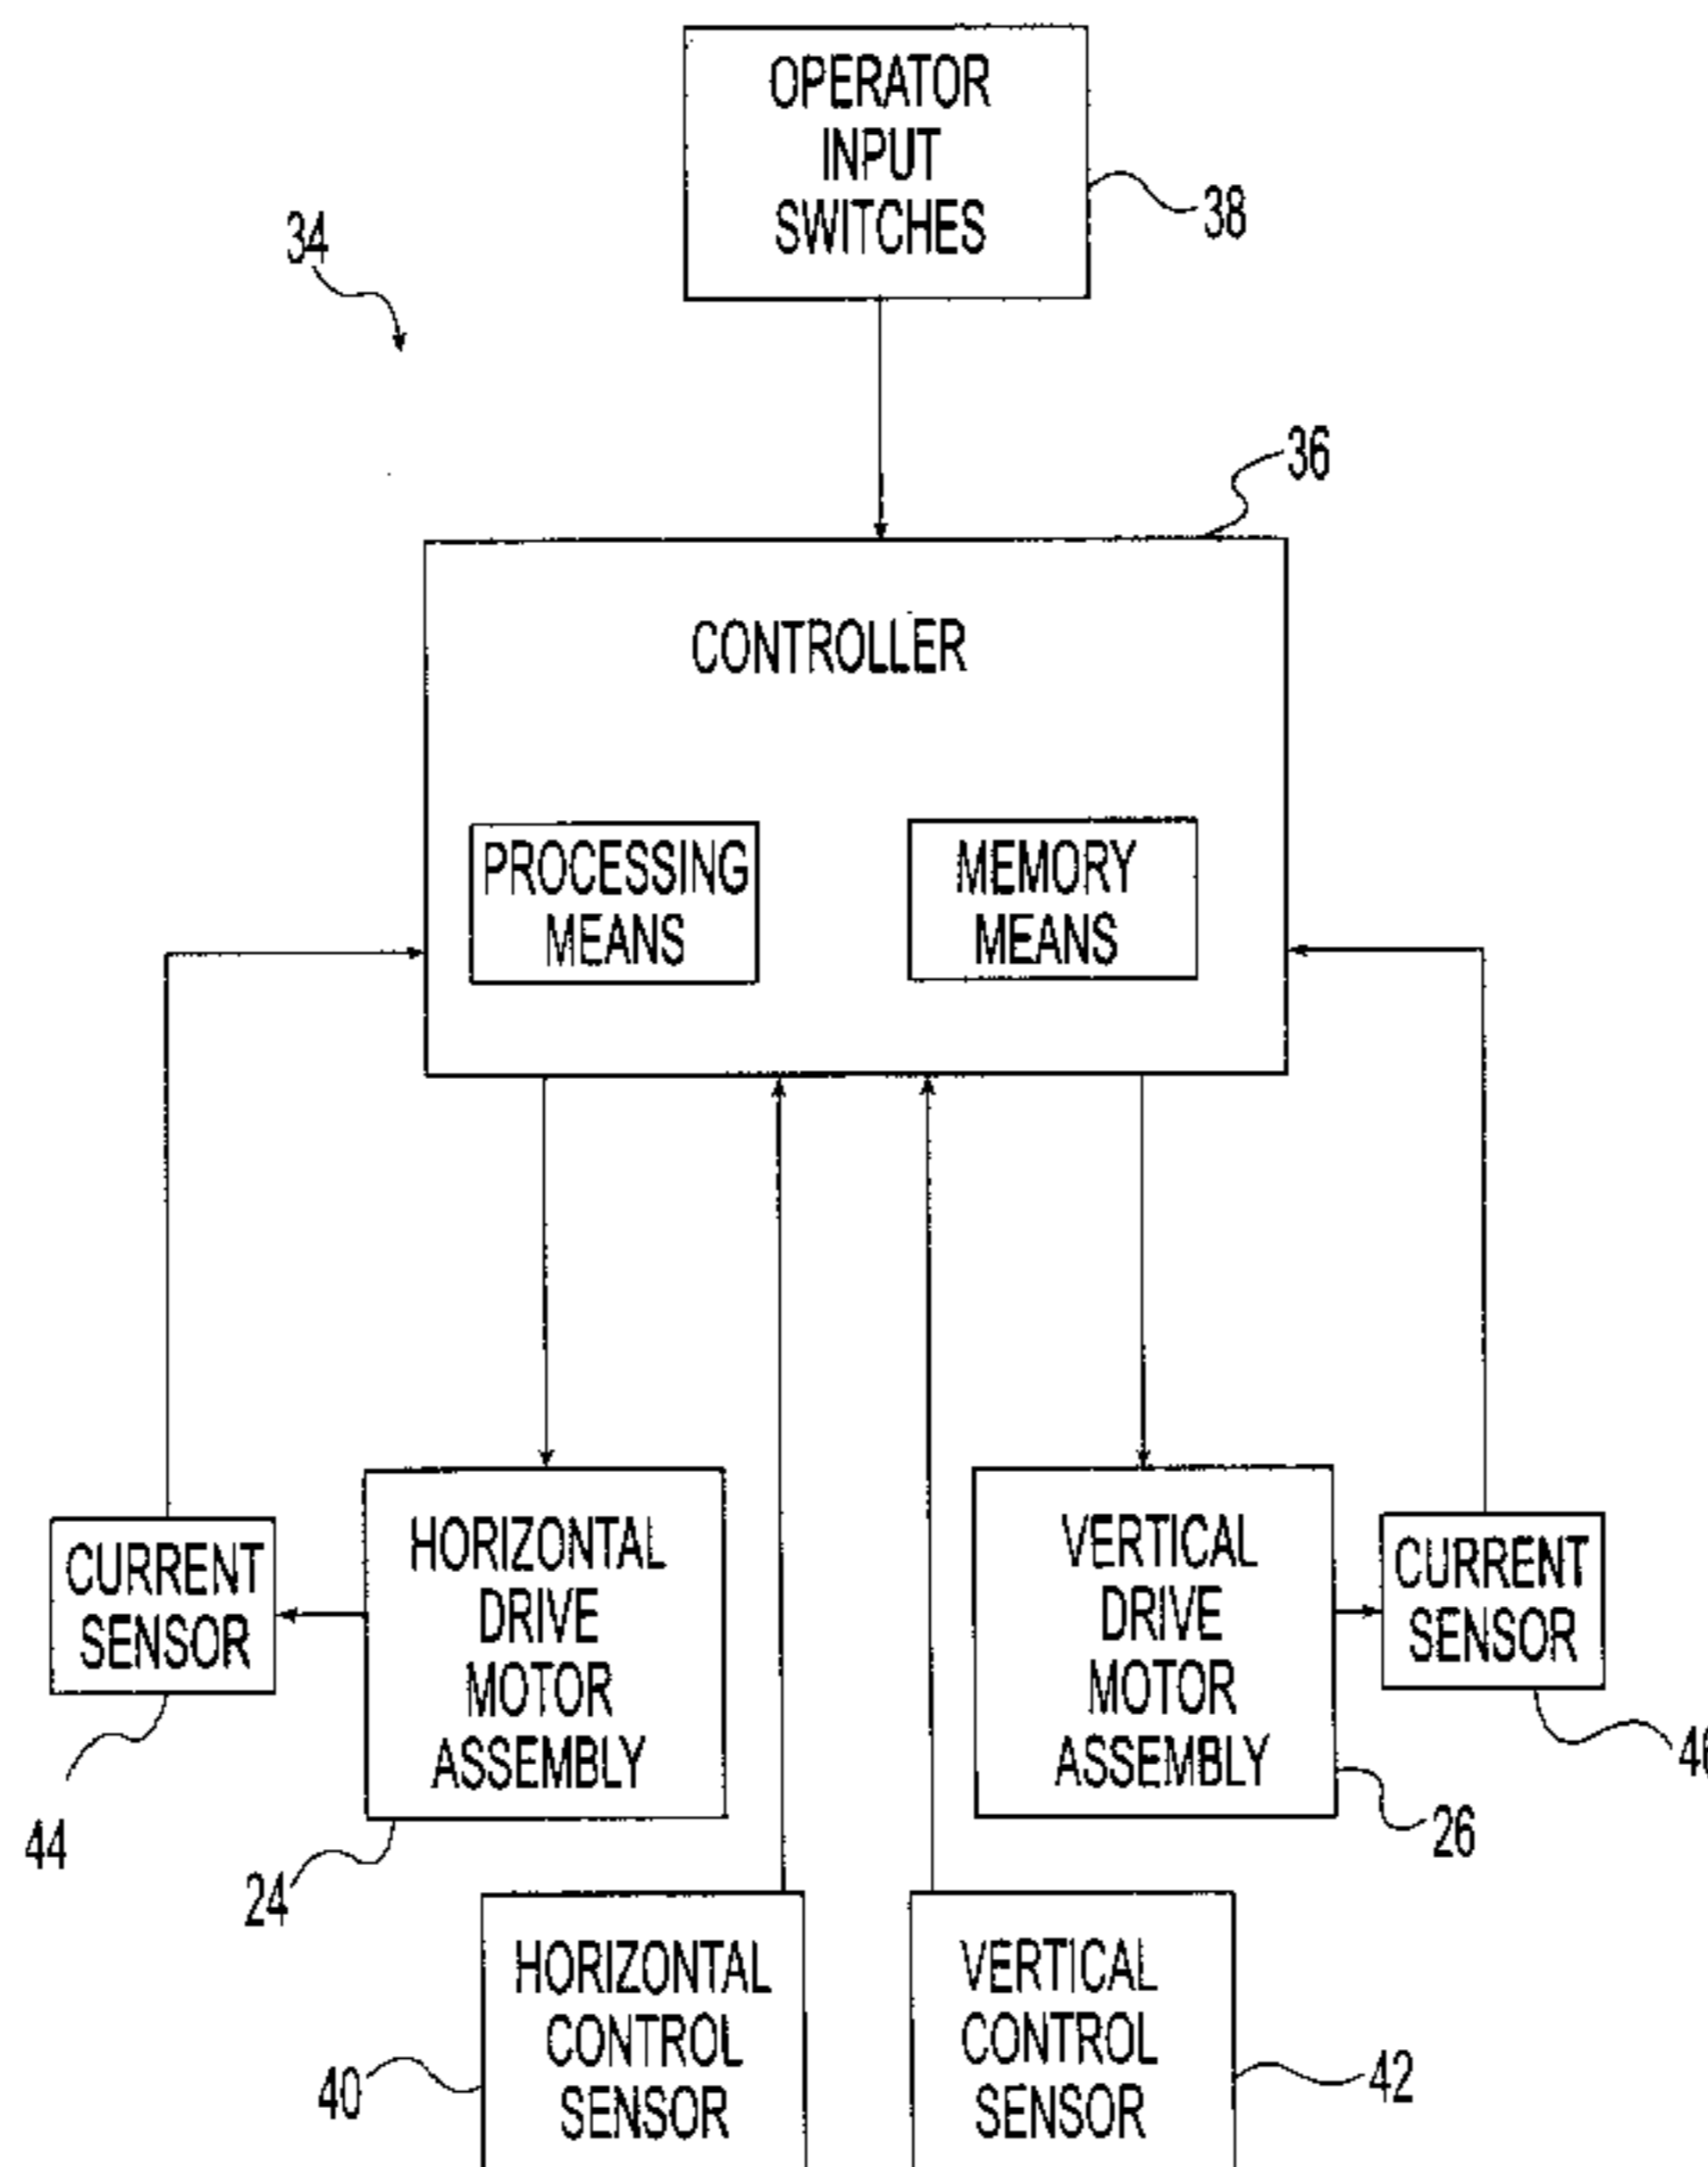 OPERATOR
INPUT
SWITCHES
38
34
36
CONTROLLER
PROCESSING
MEANS
MEMORY
MEANS
CURRENT
SENSOR
HORIZONTAL
DRIVE
MOTOR
ASSEMBLY
VERTICAL
DRIVE
MOTOR
ASSEMBLY
CURRENT
SENSOR
44
24
26
HORIZONTAL
CONTROL
SENSOR
VERTICAL
CONTROL
SENSOR
40
42